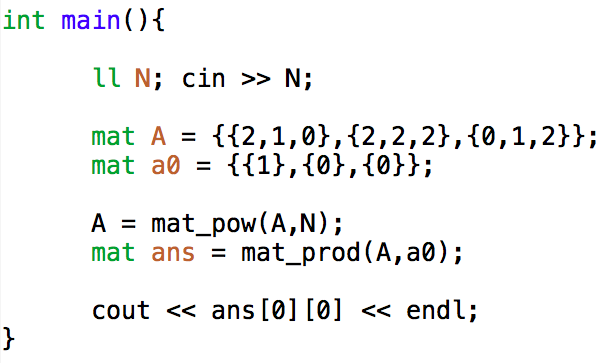 int main(){
ll N; cin >> N;
mat A = {{2,1,0},{2,2,2},{0,1,2}};
mat a0 = {{1},{0},{0}};
A = mat_pow(A,N);
mat ans = mat_prod(A,a0);
cout << ans[0][0] << endl;
}